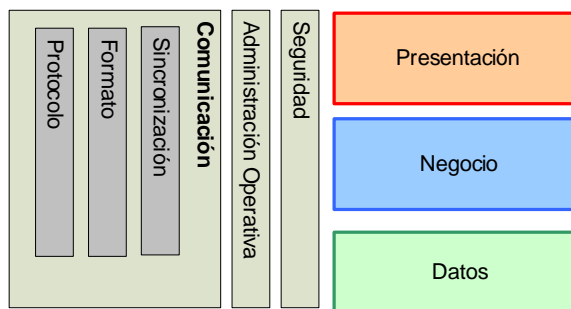 Comunicación
Protocolo
Formato
Sincronización
Administración Operativa
Seguridad
Presentación
Negocio
Datos